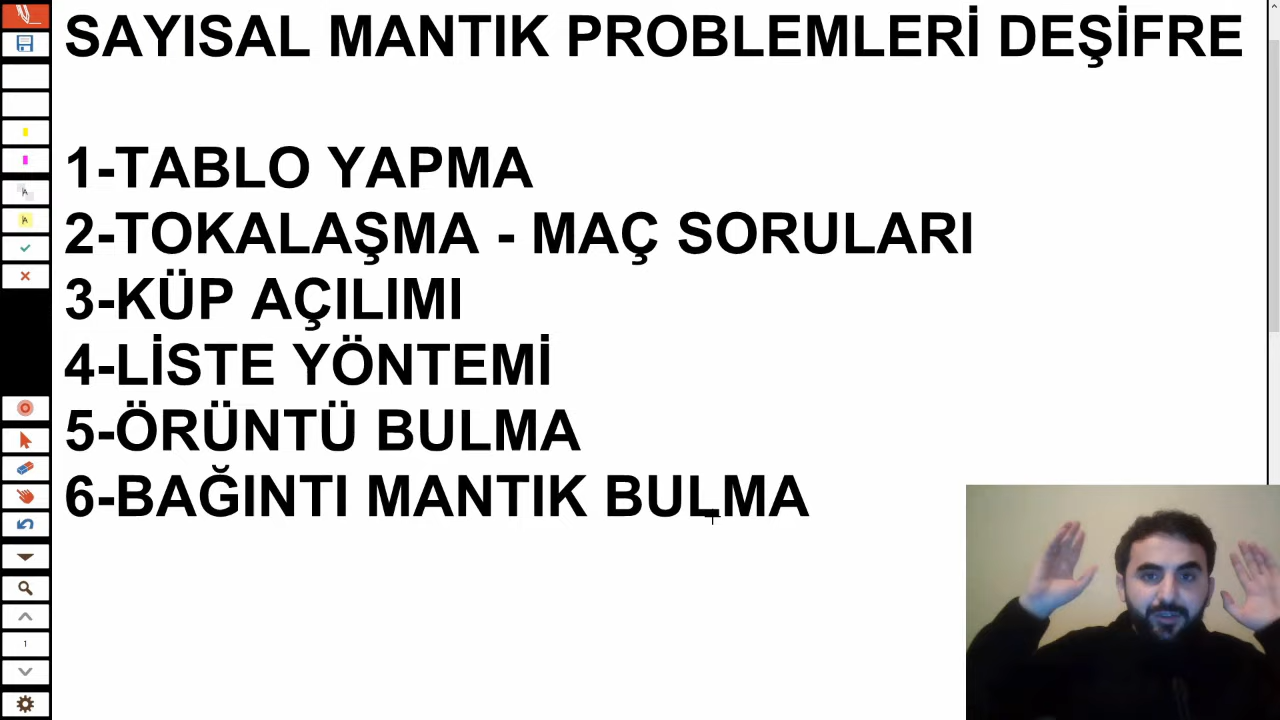 SAYISAL MANTIK PROBLEMLERİ DEŞİFRE
1-TABLO YAPMA
2-TOKALAŞMA - MAÇ SORULARI
3-KÜP AÇILIMI
4-LİSTE YÖNTEMİ
5-ÖRÜNTÜ BULMA
6-BAĞINTI MANTIK BULMA
A
A
1